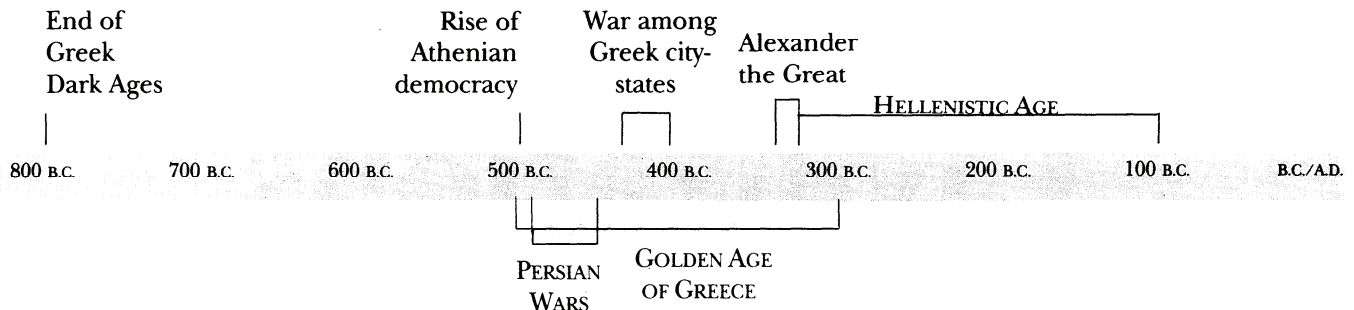 End of
Greek
Dark Ages
Rise of
Athenian
democracy
War among
Greek city-
states
Alexander
the Great
HELLENISTIC AGE
800 B.C. 700 B.C. 600 B.C. 500 B.C. 400 B.C. 300 B.C. 200 B.C. 100 B.C. B.C./A.D.
PERSIAN
WARS
GOLDEN AGE
OF GREECE